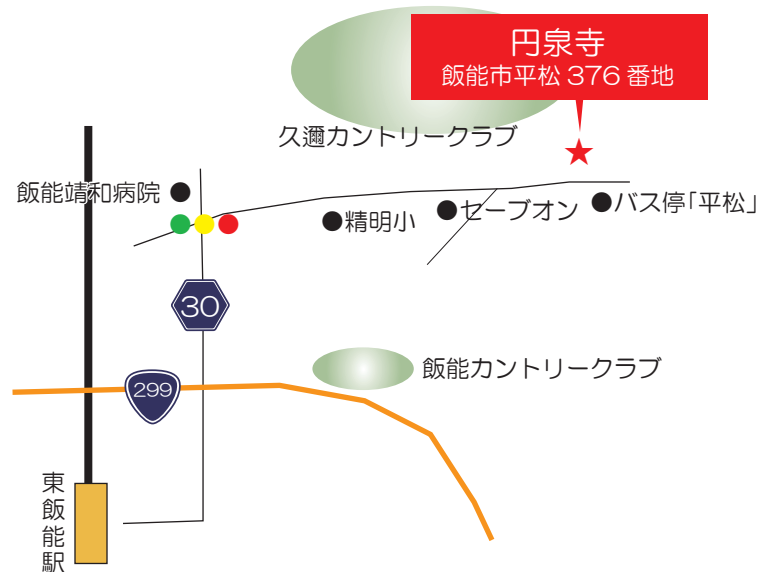 円泉寺
飯能市平松 376 番地
久邇カントリークラブ
飯能靖和病院
精明小
セーブオン
バス停「平松」
30
飯能カントリークラブ
299
東飯能駅